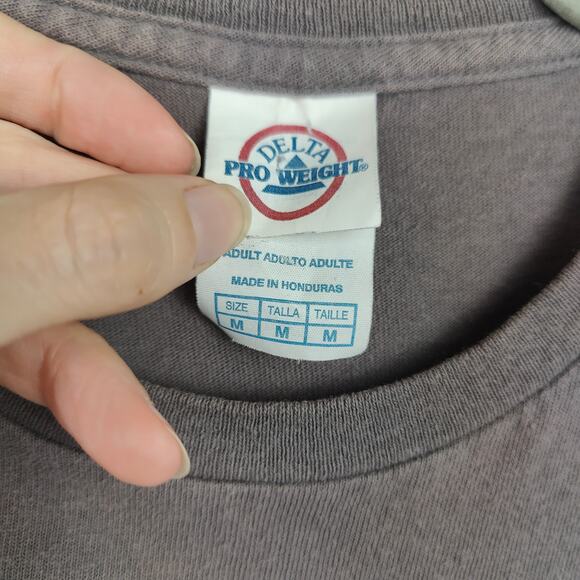 DELTA
PRO WEIGHT®
ADULT ADULTO ADULTE
MADE IN HONDURAS
SIZE TALLA TAILLE
M M M